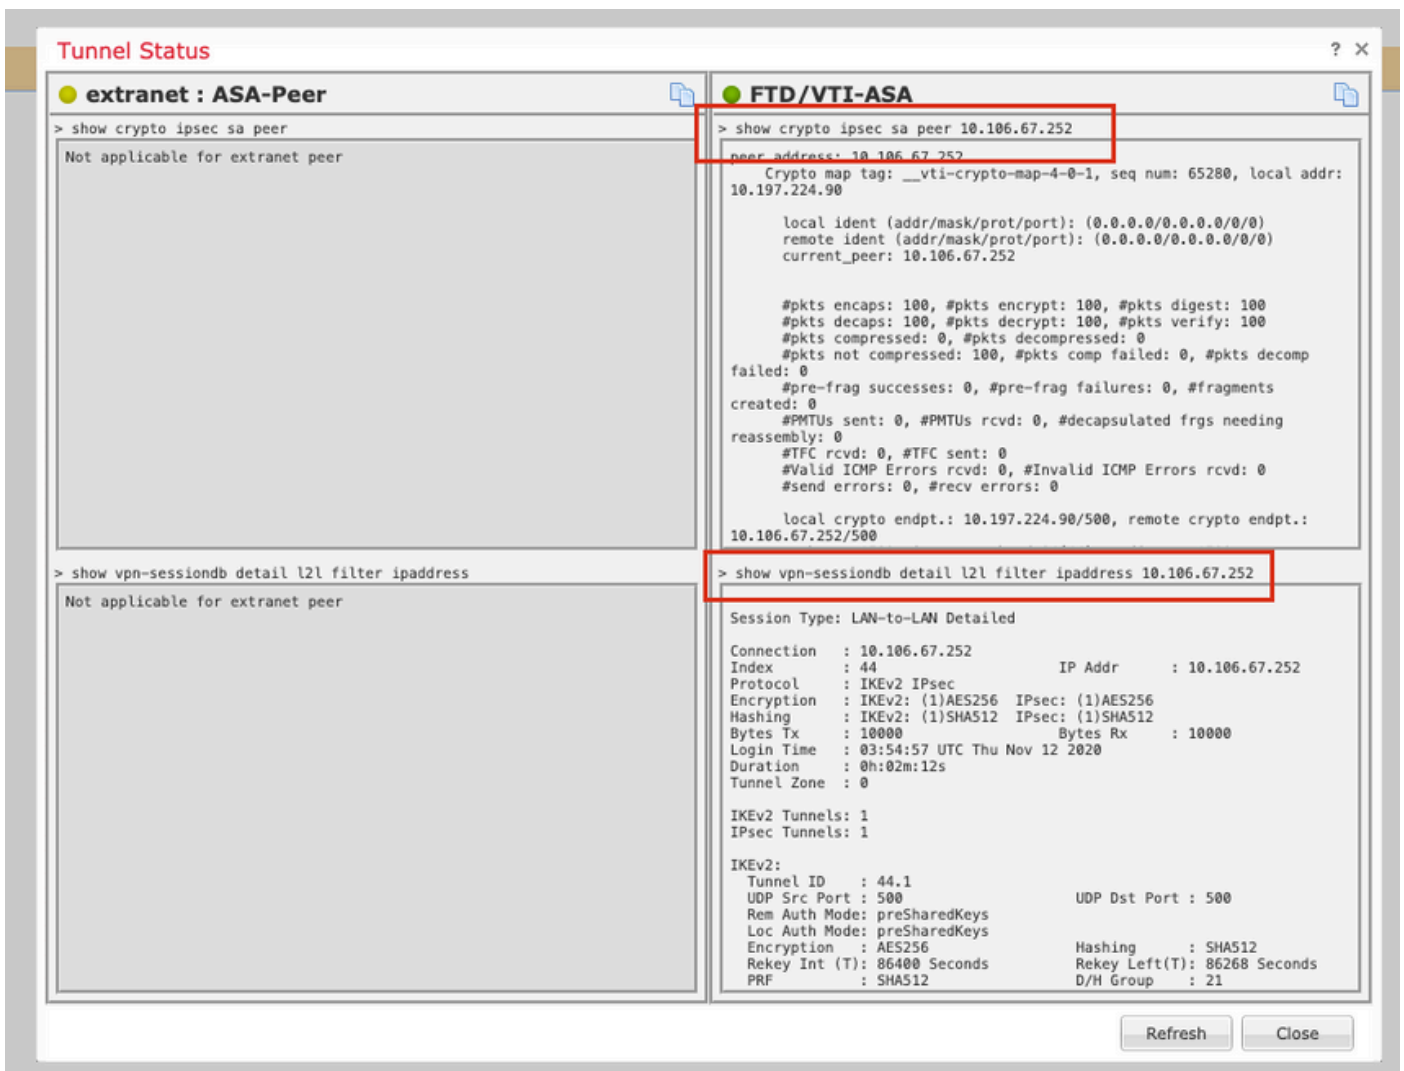 Tunnel Status
? ×
extranet : ASA-Peer
> show crypto ipsec sa peer
Not applicable for extranet peer
> show vpn-sessiondb detail l2l filter ipaddress
Not applicable for extranet peer
FTD/VTI-ASA
> show crypto ipsec sa peer 10.106.67.252
peer address: 10.106.67.252
Crypto map tag: __vti-crypto-map-4-0-1, seq num: 65280, local addr:
10.197.224.90
local ident (addr/mask/prot/port): (0.0.0.0/0.0.0.0/0/0)
remote ident (addr/mask/prot/port): (0.0.0.0/0.0.0.0/0/0)
current_peer: 10.106.67.252
#pkts encaps: 100, #pkts encrypt: 100, #pkts digest: 100
#pkts decaps: 100, #pkts decrypt: 100, #pkts verify: 100
#pkts compressed: 0, #pkts decompressed: 0
#pkts not compressed: 100, #pkts comp failed: 0, #pkts decomp
failed: 0
#pre-frag successes: 0, #pre-frag failures: 0, #fragments
created: 0
#PMTUs sent: 0, #PMTUs rcvd: 0, #decapsulated frgs needing
reassembly: 0
#TFC rcvd: 0, #TFC sent: 0
#Valid ICMP Errors rcvd: 0, #Invalid ICMP Errors rcvd: 0
#send errors: 0, #recv errors: 0
local crypto endpt.: 10.197.224.90/500, remote crypto endpt.:
10.106.67.252/500
> show vpn-sessiondb detail l2l filter ipaddress 10.106.67.252
Session Type: LAN-to-LAN Detailed
Connection : 10.106.67.252
Index : 44 IP Addr : 10.106.67.252
Protocol : IKEv2 IPsec
Encryption : IKEv2: (1)AES256 IPsec: (1)AES256
Hashing : IKEv2: (1)SHA512 IPsec: (1)SHA512
Bytes Tx : 10000 Bytes Rx : 10000
Login Time : 03:54:57 UTC Thu Nov 12 2020
Duration : 0h:02m:12s
Tunnel Zone : 0
IKEv2 Tunnels: 1
IPsec Tunnels: 1
IKEv2:
Tunnel ID : 44.1
UDP Src Port : 500 UDP Dst Port : 500
Rem Auth Mode: preSharedKeys
Loc Auth Mode: preSharedKeys
Encryption : AES256 Hashing : SHA512
Rekey Int (T): 86400 Seconds Rekey Left(T): 86268 Seconds
PRF : SHA512 D/H Group : 21
Refresh Close